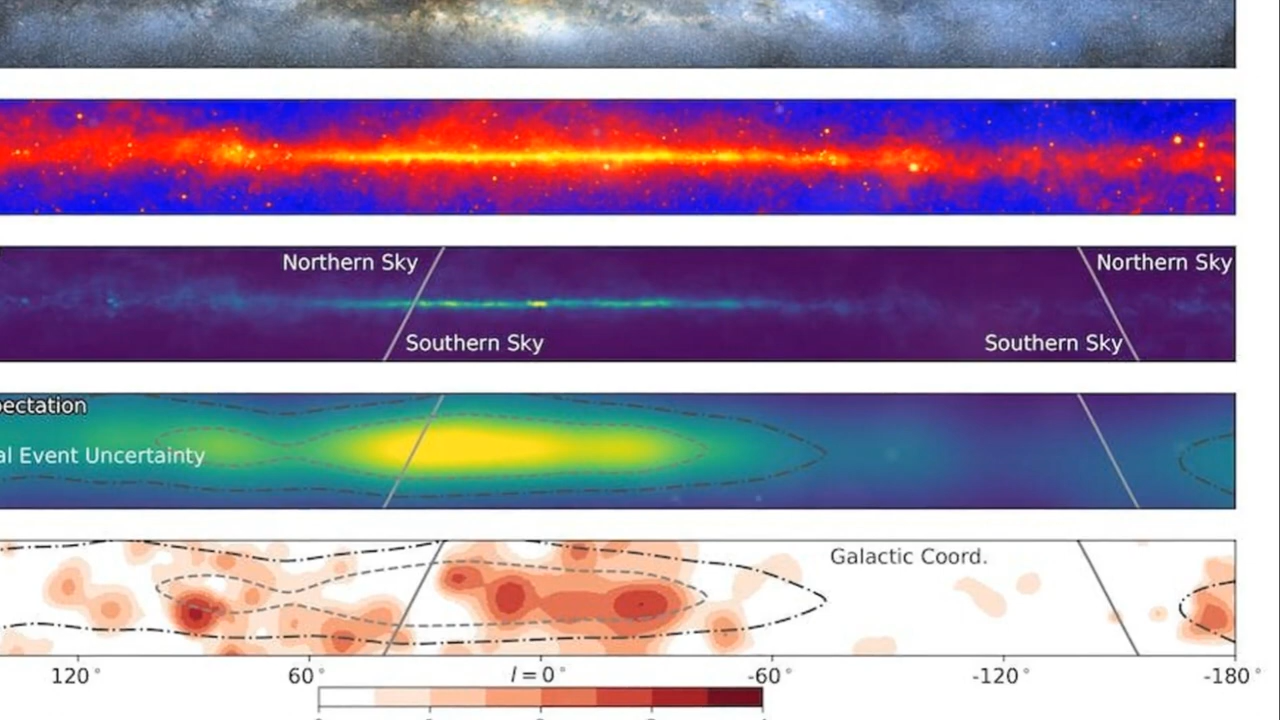 Northern Sky
Northern Sky
Southern Sky
Southern Sky
ectation
al Event Uncertainty
Galactic Coord.
120° 60° l = 0° -60° -120° -180°